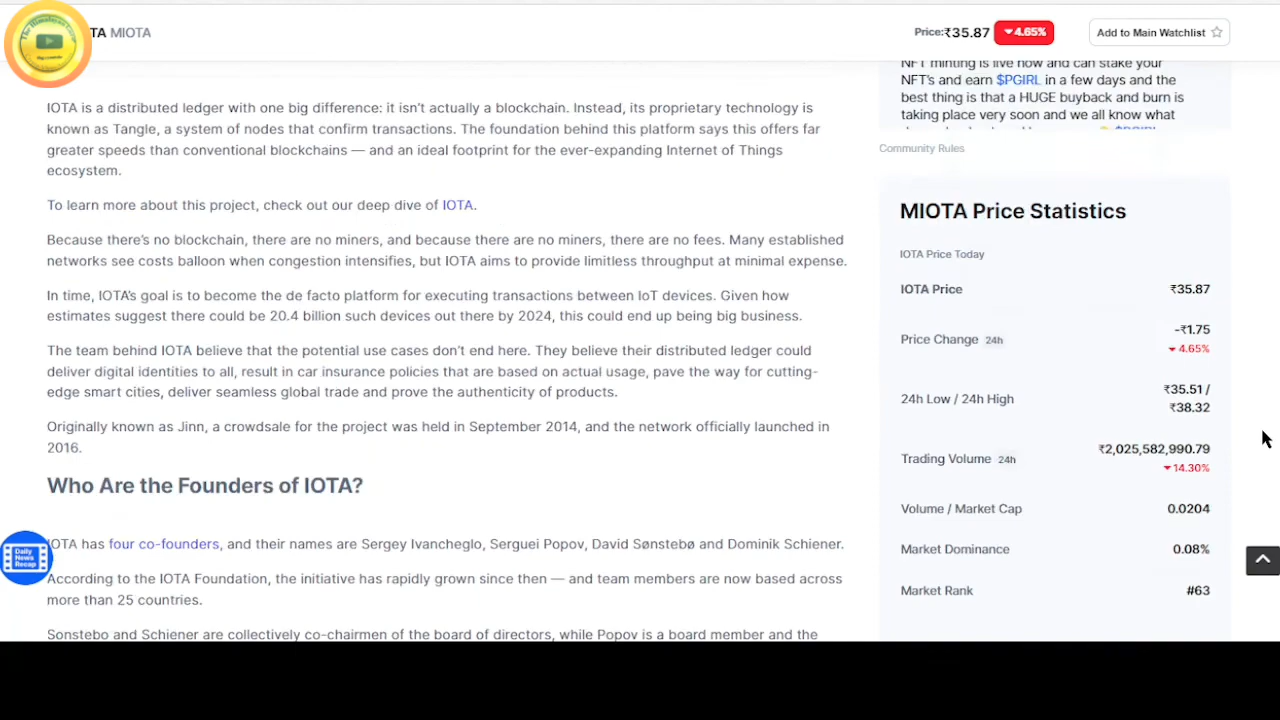 TA MIOTA
Price:₹35.87 4.65%
Add to Main Watchlist
IOTA is a distributed ledger with one big difference: it isn't actually a blockchain. Instead, its proprietary technology is
known as Tangle, a system of nodes that confirm transactions. The foundation behind this platform says this offers far
greater speeds than conventional blockchains — and an ideal footprint for the ever-expanding Internet of Things
ecosystem.
To learn more about this project, check out our deep dive of IOTA.
Because there's no blockchain, there are no miners, and because there are no miners, there are no fees. Many established
networks see costs balloon when congestion intensifies, but IOTA aims to provide limitless throughput at minimal expense.
In time, IOTA's goal is to become the de facto platform for executing transactions between IoT devices. Given how
estimates suggest there could be 20.4 billion such devices out there by 2024, this could end up being big business.
The team behind IOTA believe that the potential use cases don't end here. They believe their distributed ledger could
deliver digital identities to all, result in car insurance policies that are based on actual usage, pave the way for cutting-
edge smart cities, deliver seamless global trade and prove the authenticity of products.
Originally known as Jinn, a crowdsale for the project was held in September 2014, and the network officially launched in
2016.
Who Are the Founders of IOTA?
IOTA has four co-founders, and their names are Sergey Ivancheglo, Serguei Popov, David Sønstebø and Dominik Schiener.
According to the IOTA Foundation, the initiative has rapidly grown since then — and team members are now based across
more than 25 countries.
Sonstebo and Schiener are collectively co-chairmen of the board of directors, while Popov is a board member and the
Daily
News
Recap
NFT minting is live now and can stake your
NFT's and earn $PGIRL in a few days and the
best thing is that a HUGE buyback and burn is
taking place very soon and we all know what
Community Rules
MIOTA Price Statistics
IOTA Price Today
IOTA Price ₹35.87
Price Change 24h -₹1.75
4.65%
24h Low / 24h High ₹35.51 /
₹38.32
Trading Volume 24h ₹2,025,582,990.79
14.30%
Volume / Market Cap 0.0204
Market Dominance 0.08%
Market Rank #63